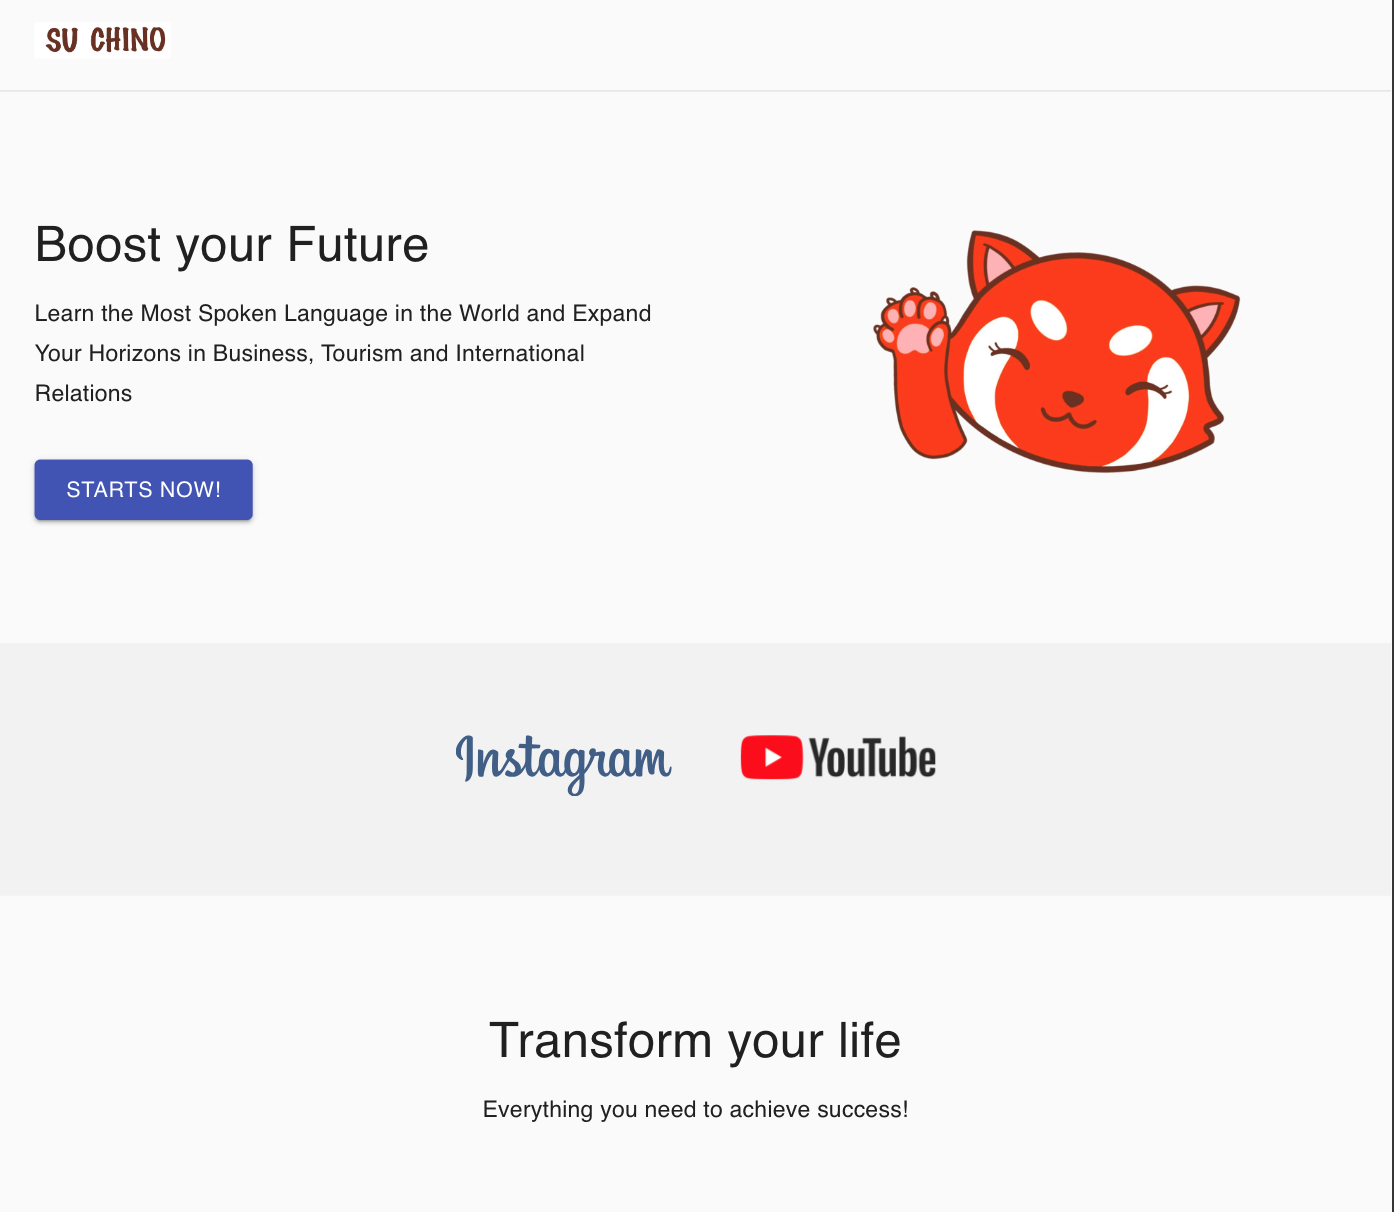 SU CHINO
Boost your Future
Learn the Most Spoken Language in the World and Expand
Your Horizons in Business, Tourism and International
Relations
STARTS NOW!
Instagram
YouTube
Transform your life
Everything you need to achieve success!